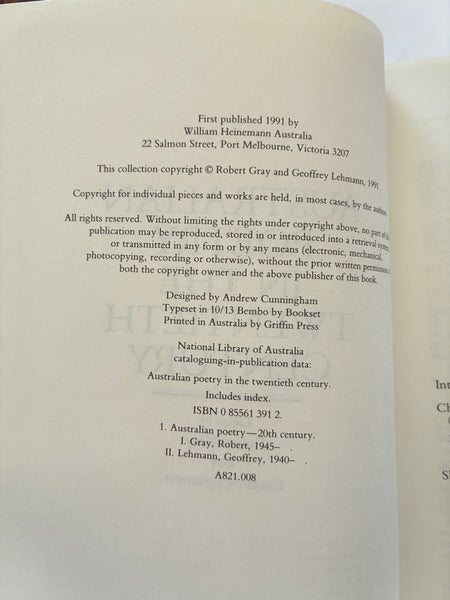 First published 1991 by
William Heinemann Australia
22 Salmon Street, Port Melbourne, Victoria 3207
This collection copyright © Robert Gray and Geoffrey Lehmann, 1991
Copyright for individual pieces and works are held, in most cases, by the authors.
All rights reserved. Without limiting the rights under copyright above, no part of
publication may be reproduced, stored in or introduced into a retrieval system
or transmitted in any form or by any means (electronic, mechanical,
photocopying, recording or otherwise), without the prior written permission
both the copyright owner and the above publisher of this book.
Designed by Andrew Cunningham
Typeset in 10/13 Bembo by Bookset
Printed in Australia by Griffin Press
National Library of Australia
cataloguing-in-publication data:
Australian poetry in the twentieth century.
Includes index.
ISBN 0 85561 391 2.
1. Australian poetry—20th century.
I. Gray, Robert, 1945– .
II. Lehmann, Geoffrey, 1940– .
A821.008